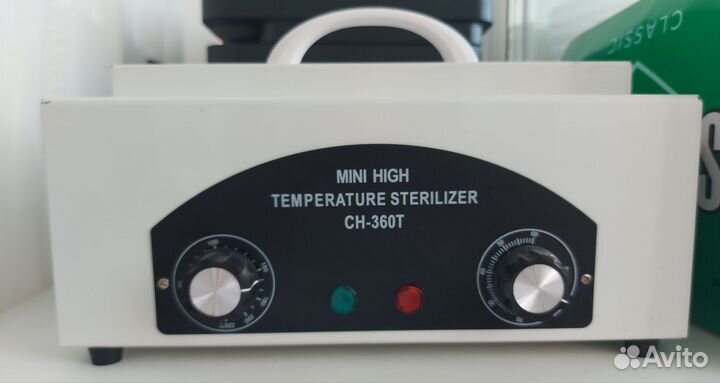 MINI HIGH
TEMPERATURE STERILIZER
CH-360T
CLASSIC
S
Avito